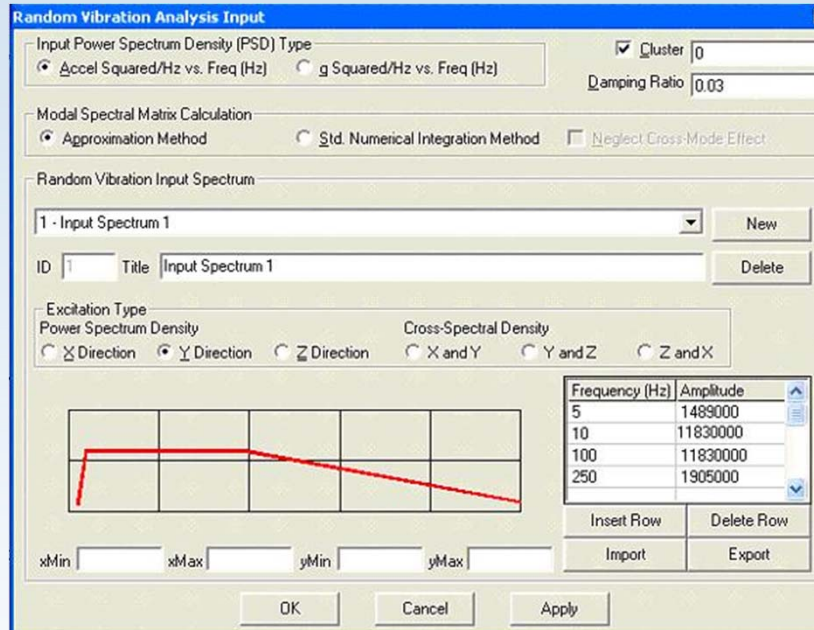 Random Vibration Analysis Input
Input Power Spectrum Density (PSD) Type
Accel Squared/Hz vs. Freq (Hz) g Squared/Hz vs. Freq (Hz)
Cluster 0
Damping Ratio 0.03
Modal Spectral Matrix Calculation
Approximation Method Std. Numerical Integration Method Neglect Cross-Mode Effect
Random Vibration Input Spectrum
1 - Input Spectrum 1 New
ID 1 Title Input Spectrum 1 Delete
Excitation Type
Power Spectrum Density Cross-Spectral Density
X Direction Y Direction Z Direction X and Y Y and Z Z and X
Frequency (Hz) Amplitude
5 1489000
10 11830000
100 11830000
250 1905000
Insert Row Delete Row
xMin xMax yMin yMax Import Export
OK Cancel Apply